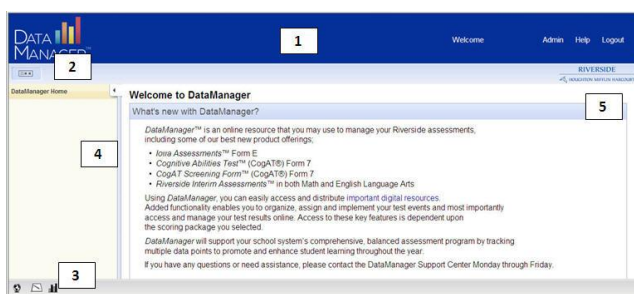 DATA
MANAGER™
1
Welcome
Admin Help Logout
2
RIVERSIDE
HOUGHTON MIFFLIN HARCOURT
DataManager Home
Welcome to DataManager
5
What's new with DataManager?
DataManager™ is an online resource that you may use to manage your Riverside assessments,
including some of our best new product offerings;
4
• Iowa Assessments™ Form E
• Cognitive Abilities Test™ (CogAT®) Form 7
• CogAT Screening Form™ (CogAT®) Form 7
• Riverside Interim Assessments™ in both Math and English Language Arts
Using DataManager, you can easily access and distribute important digital resources.
Added functionality enables you to organize, assign and implement your test events and most importantly
access and manage your test results online. Access to these key features is dependent upon
the scoring package you selected.
DataManager will support your school system's comprehensive, balanced assessment program by tracking
multiple data points to promote and enhance student learning throughout the year.
3
If you have any questions or need assistance, please contact the DataManager Support Center Monday through Friday.